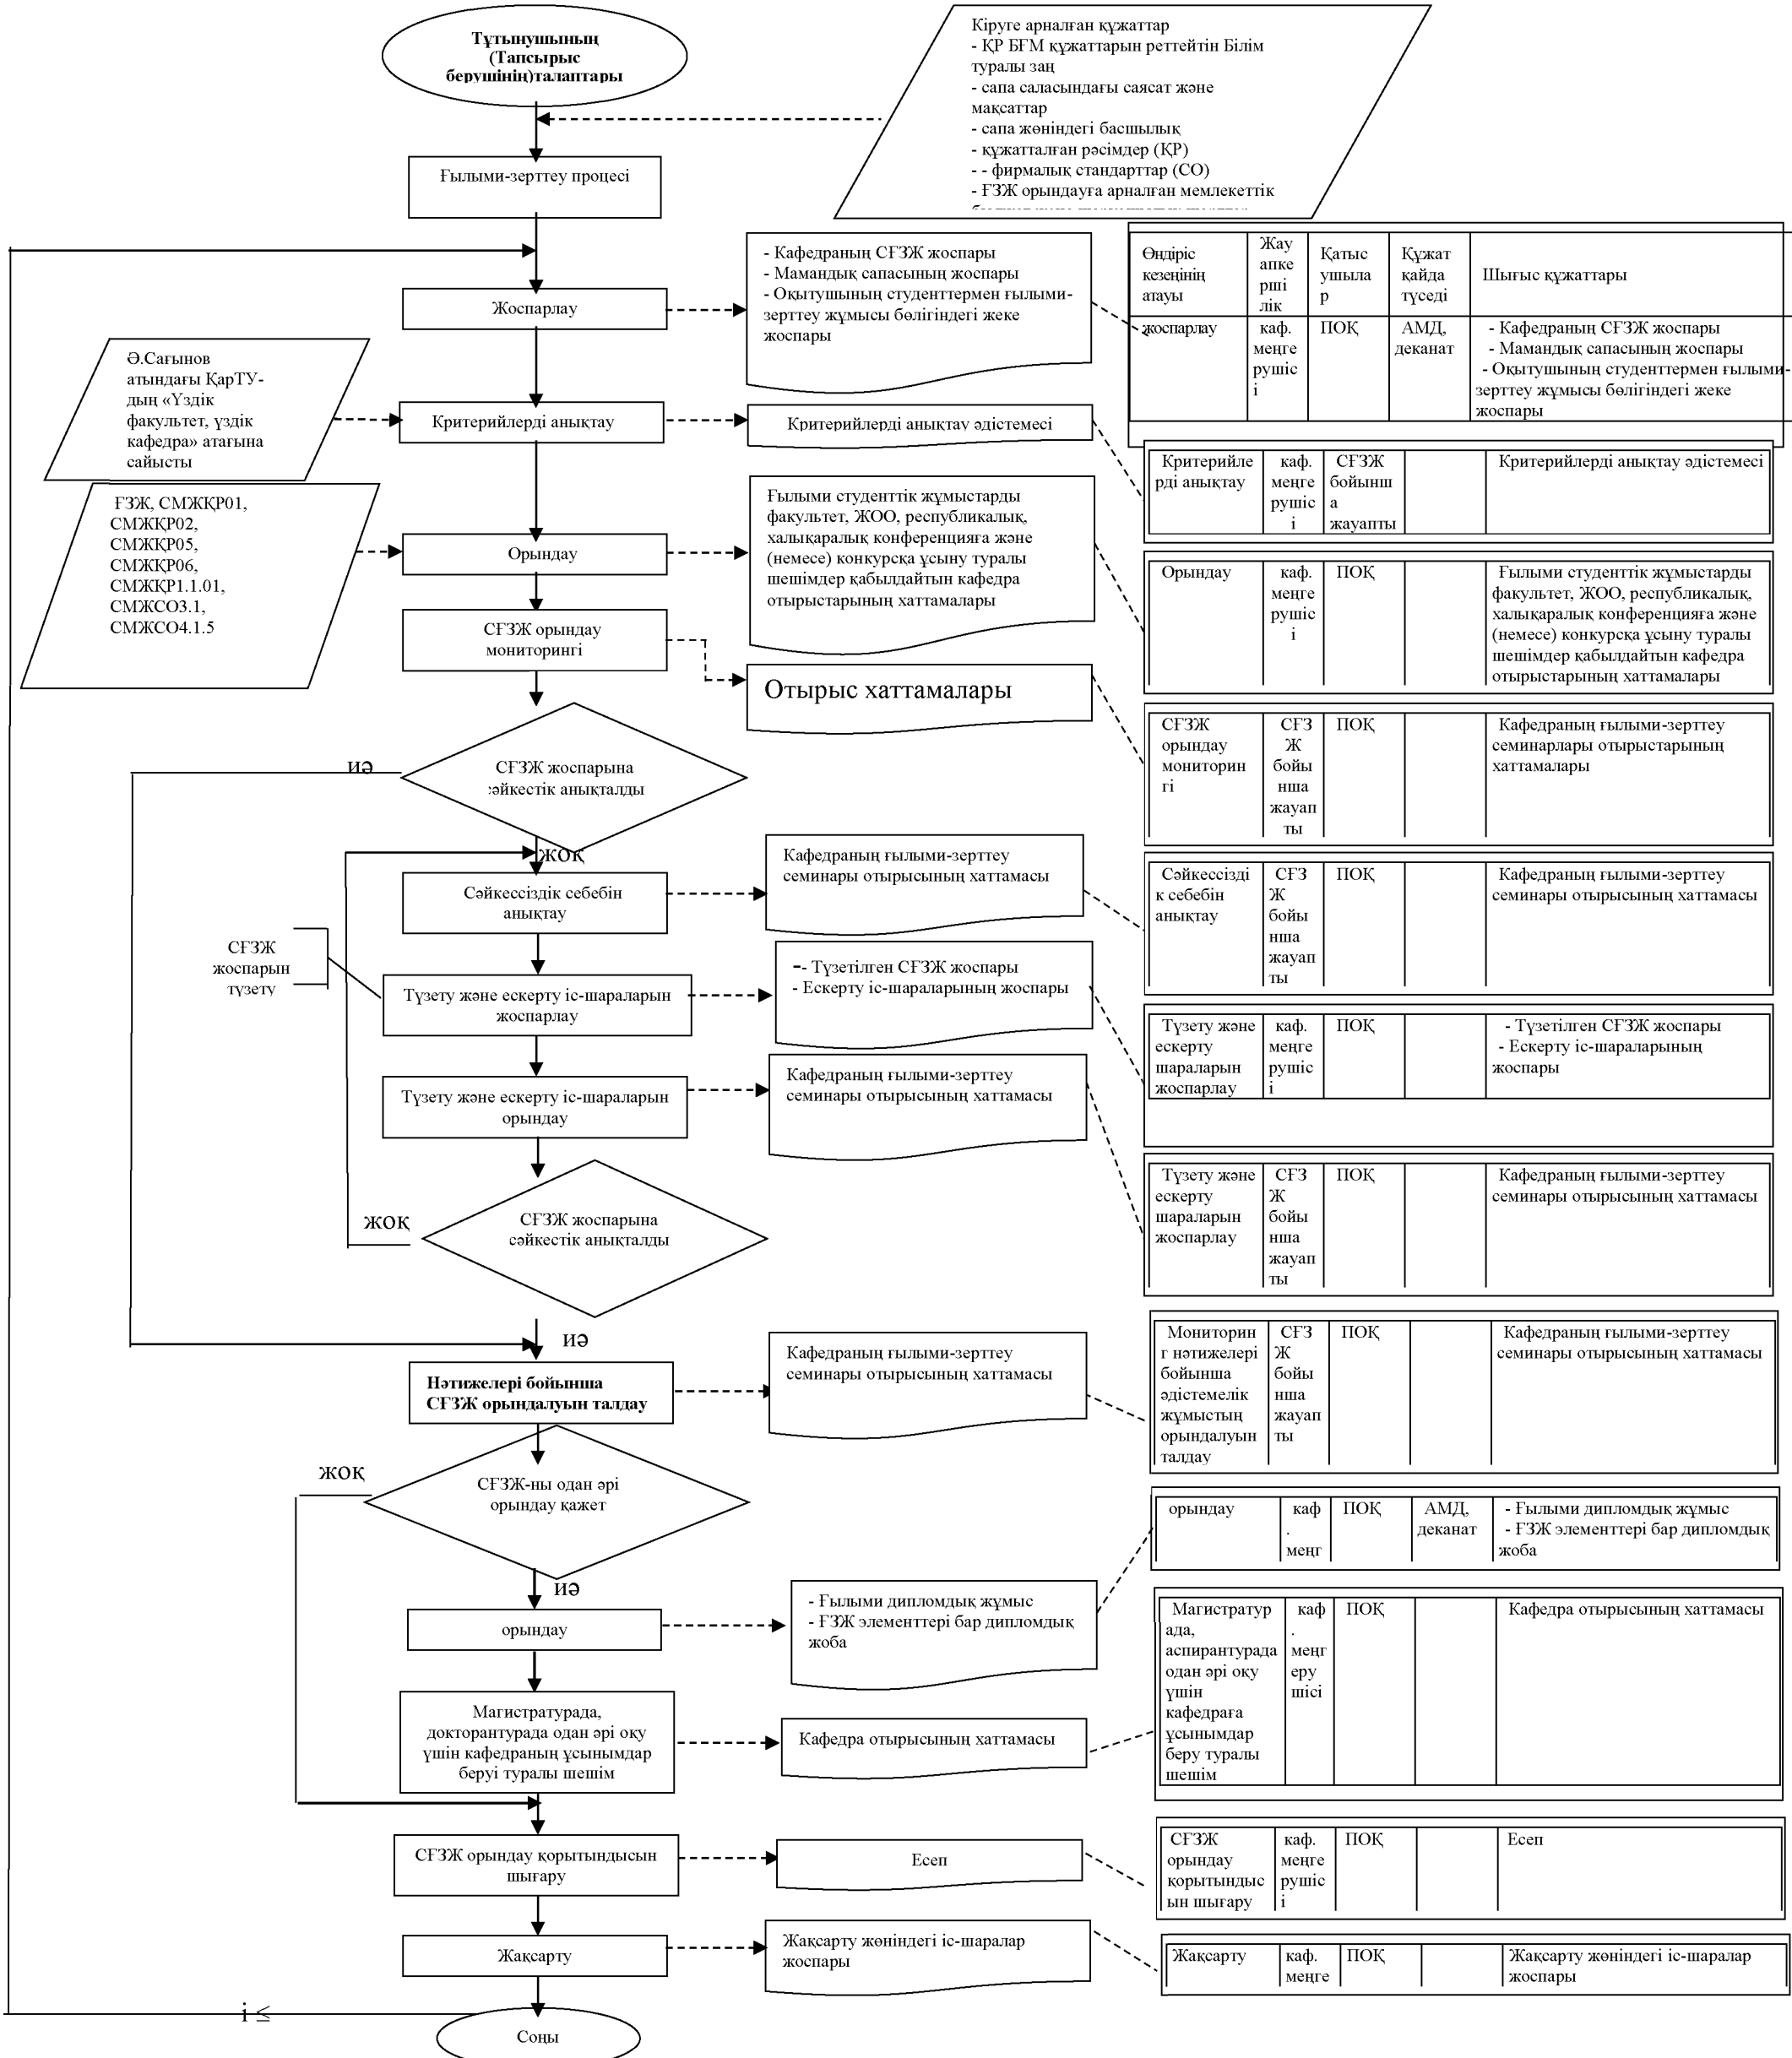 Тұтынушының
(Тапсырыс
берушінің)талаптары
Кіруге арналған құжаттар
- ҚР БҒМ құжаттарын реттейтін Білім
туралы заң
- сапа саласындағы саясат және
мақсаттар
- сапа жөніндегі басшылық
- құжатталған рәсімдер (ҚР)
- - фирмалық стандарттар (СО)
- ҒЗЖ орындауға арналған мемлекеттік
Ғылыми-зерттеу процесі
Жоспарлау
- Кафедраның СҒЗЖ жоспары
- Мамандық сапасының жоспары
- Оқытушының студенттермен ғылыми-
зерттеу жұмысы бөлігіндегі жеке
жоспары
Өндіріс
кезеңінің
атауы
Жау
апке
рші
лік
Қатыс
ушыла
р
Құжат
қайда
түседі
Шығыс құжаттары
жоспарлау
каф.
меңге
рушіс
і
ПОҚ
АМД,
деканат
- Кафедраның СҒЗЖ жоспары
- Мамандық сапасының жоспары
- Оқытушының студенттермен ғылыми-
зерттеу жұмысы бөлігіндегі жеке
жоспары
Ә.Сағынов
атындағы ҚарТУ-
дың «Үздік
факультет, үздік
кафедра» атағына
сайысты
Критерийлерді анықтау
Критерийлерді анықтау әдістемесі
Критерийле
рді анықтау
каф.
меңге
рушіс
і
СҒЗЖ
бойынш
а
жауапты
Критерийлерді анықтау әдістемесі
ҒЗЖ, СМЖҚР01,
СМЖҚР02,
СМЖҚР05,
СМЖҚР06,
СМЖҚР1.1.01,
СМЖСО3.1,
СМЖСО4.1.5
Орындау
Ғылыми студенттік жұмыстарды
факультет, ЖОО, республикалық,
халықаралық конференцияға және
(немесе) конкурсқа ұсыну туралы
шешімдер қабылдайтын кафедра
отырыстарының хаттамалары
Орындау
каф.
меңге
рушіс
і
ПОҚ
Ғылыми студенттік жұмыстарды
факультет, ЖОО, республикалық,
халықаралық конференцияға және
(немесе) конкурсқа ұсыну туралы
шешімдер қабылдайтын кафедра
отырыстарының хаттамалары
СҒЗЖ орындау
мониторингі
Отырыс хаттамалары
СҒЗЖ
орындау
мониторин
гі
СҒЗ
Ж
бойы
нша
жауап
ты
ПОҚ
Кафедраның ғылыми-зерттеу
семинарлары отырыстарының
хаттамалары
иә
СҒЗЖ жоспарына
сәйкестік анықталды
жоқ
Сәйкессіздік себебін
анықтау
Кафедраның ғылыми-зерттеу
семинары отырысының хаттамасы
Сәйкессізді
к себебін
анықтау
СҒЗ
Ж
бойы
нша
жауап
ты
ПОҚ
Кафедраның ғылыми-зерттеу
семинары отырысының хаттамасы
СҒЗЖ
жоспарын
түзету
Түзету және ескерту іс-шараларын
жоспарлау
-- Түзетілген СҒЗЖ жоспары
- Ескерту іс-шараларының жоспары
Түзету және
ескерту
шараларын
жоспарлау
каф.
меңге
рушіс
і
ПОҚ
- Түзетілген СҒЗЖ жоспары
- Ескерту іс-шараларының
жоспары
Түзету және ескерту іс-шараларын
орындау
Кафедраның ғылыми-зерттеу
семинары отырысының хаттамасы
Түзету және
ескерту
шараларын
жоспарлау
СҒЗ
Ж
бойы
нша
жауап
ты
ПОҚ
Кафедраның ғылыми-зерттеу
семинары отырысының хаттамасы
жоқ
СҒЗЖ жоспарына
сәйкестік анықталды
иә
Нәтижелері бойынша
СҒЗЖ орындалуын талдау
Кафедраның ғылыми-зерттеу
семинары отырысының хаттамасы
Мониторин
г нәтижелері
бойынша
әдістемелік
жұмыстың
орындалуын
талдау
СҒЗ
Ж
бойы
нша
жауап
ты
ПОҚ
Кафедраның ғылыми-зерттеу
семинары отырысының хаттамасы
жоқ
СҒЗЖ-ны одан әрі
орындау қажет
иә
орындау
- Ғылыми дипломдық жұмыс
- ҒЗЖ элементтері бар дипломдық
жоба
орындау
каф
.
меңг
ПОҚ
АМД,
деканат
- Ғылыми дипломдық жұмыс
- ҒЗЖ элементтері бар дипломдық
жоба
Магистратурада,
докторантурада одан әрі оқу
үшін кафедраның ұсынымдар
беруі туралы шешім
Кафедра отырысының хаттамасы
Магистратур
ада,
аспирантурада
одан әрі оқу
үшін
кафедраға
ұсынымдар
беру туралы
шешім
каф
.
меңг
еру
шісі
ПОҚ
Кафедра отырысының хаттамасы
СҒЗЖ орындау қорытындысын
шығару
Есеп
СҒЗЖ
орындау
қорытындыс
ын шығару
каф.
меңге
рушіс
і
ПОҚ
Есеп
Жақсарту
Жақсарту жөніндегі іс-шаралар
жоспары
Жақсарту
каф.
меңге
ПОҚ
Жақсарту жөніндегі іс-шаралар
жоспары
i ≤
Соңы